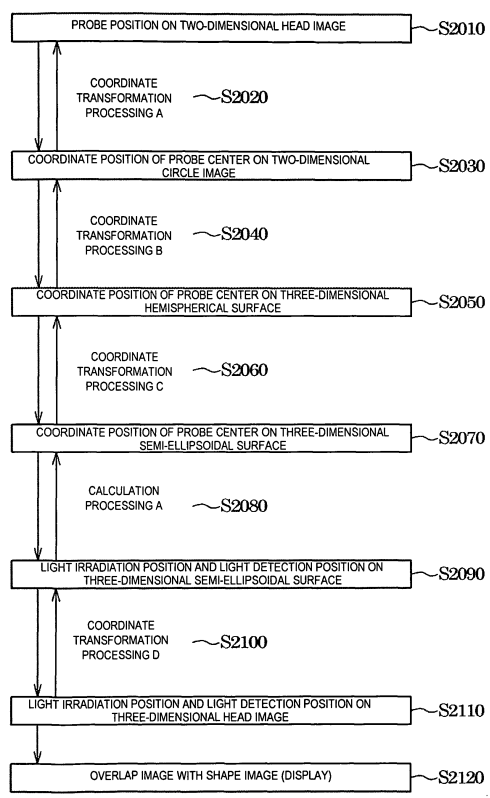 PROBE POSITION ON TWO-DIMENSIONAL HEAD IMAGE
S2010
COORDINATE
TRANSFORMATION
PROCESSING A
S2020
COORDINATE POSITION OF PROBE CENTER ON TWO-DIMENSIONAL
CIRCLE IMAGE
S2030
COORDINATE
TRANSFORMATION
PROCESSING B
S2040
COORDINATE POSITION OF PROBE CENTER ON THREE-DIMENSIONAL
HEMISPHERICAL SURFACE
S2050
COORDINATE
TRANSFORMATION
PROCESSING C
S2060
COORDINATE POSITION OF PROBE CENTER ON THREE-DIMENSIONAL
SEMI-ELLIPSOIDAL SURFACE
S2070
CALCULATION
PROCESSING A
S2080
LIGHT IRRADIATION POSITION AND LIGHT DETECTION POSITION ON
THREE-DIMENSIONAL SEMI-ELLIPSOIDAL SURFACE
S2090
COORDINATE
TRANSFORMATION
PROCESSING D
S2100
LIGHT IRRADIATION POSITION AND LIGHT DETECTION POSITION ON
THREE-DIMENSIONAL HEAD IMAGE
S2110
OVERLAP IMAGE WITH SHAPE IMAGE (DISPLAY)
S2120